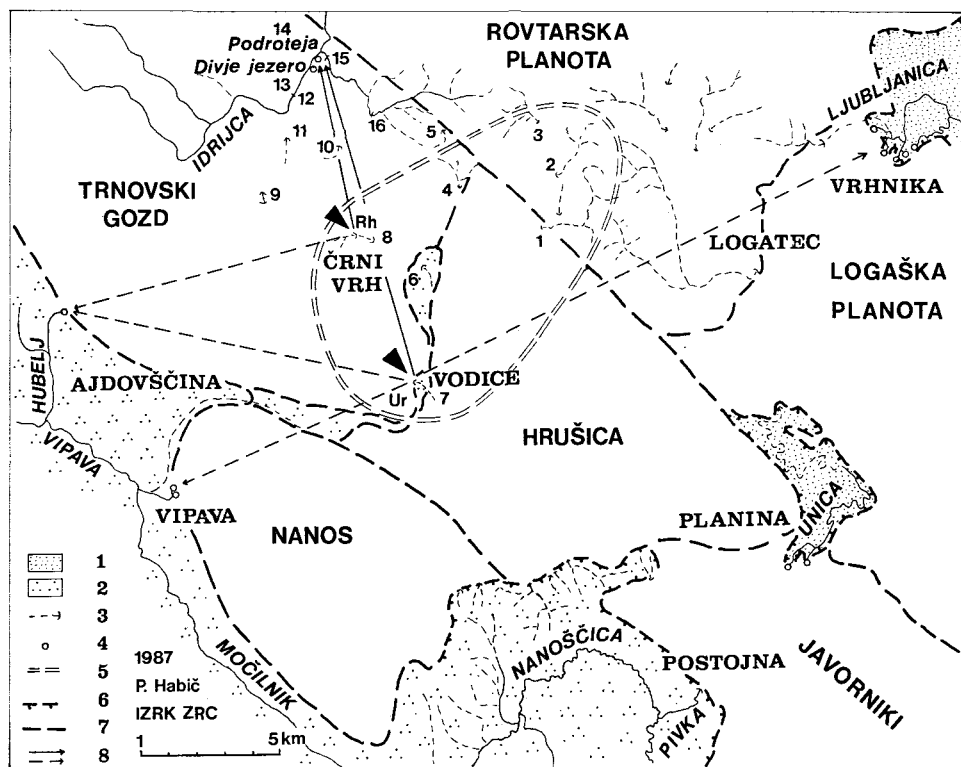 14
Podroteja
Divje jezero
15
13
12
IDRIJCA
11
10
16
5
ROVTARSKA
PLANOTA
3
2
4
LJUBLJANICA
VRHNIKA
TRNOVSKI
GOZD
9
Rh
8
ČRNI
VRH
6
1
LOGATEC
LOGAŠKA
PLANOTA
HUBELJ
AJDOVŠČINA
VODICE
Ur
7
HRUŠICA
VIPAVA
VIPAVA
NANOS
PLANINA
UNICA
MOČILNIK
NANOŠČICA
POSTOJNA
PIVKA
JAVORNIKI
1
2
3
4
5
6
7
8
1987
P. Habič
IZRK ZRC
1 5 km